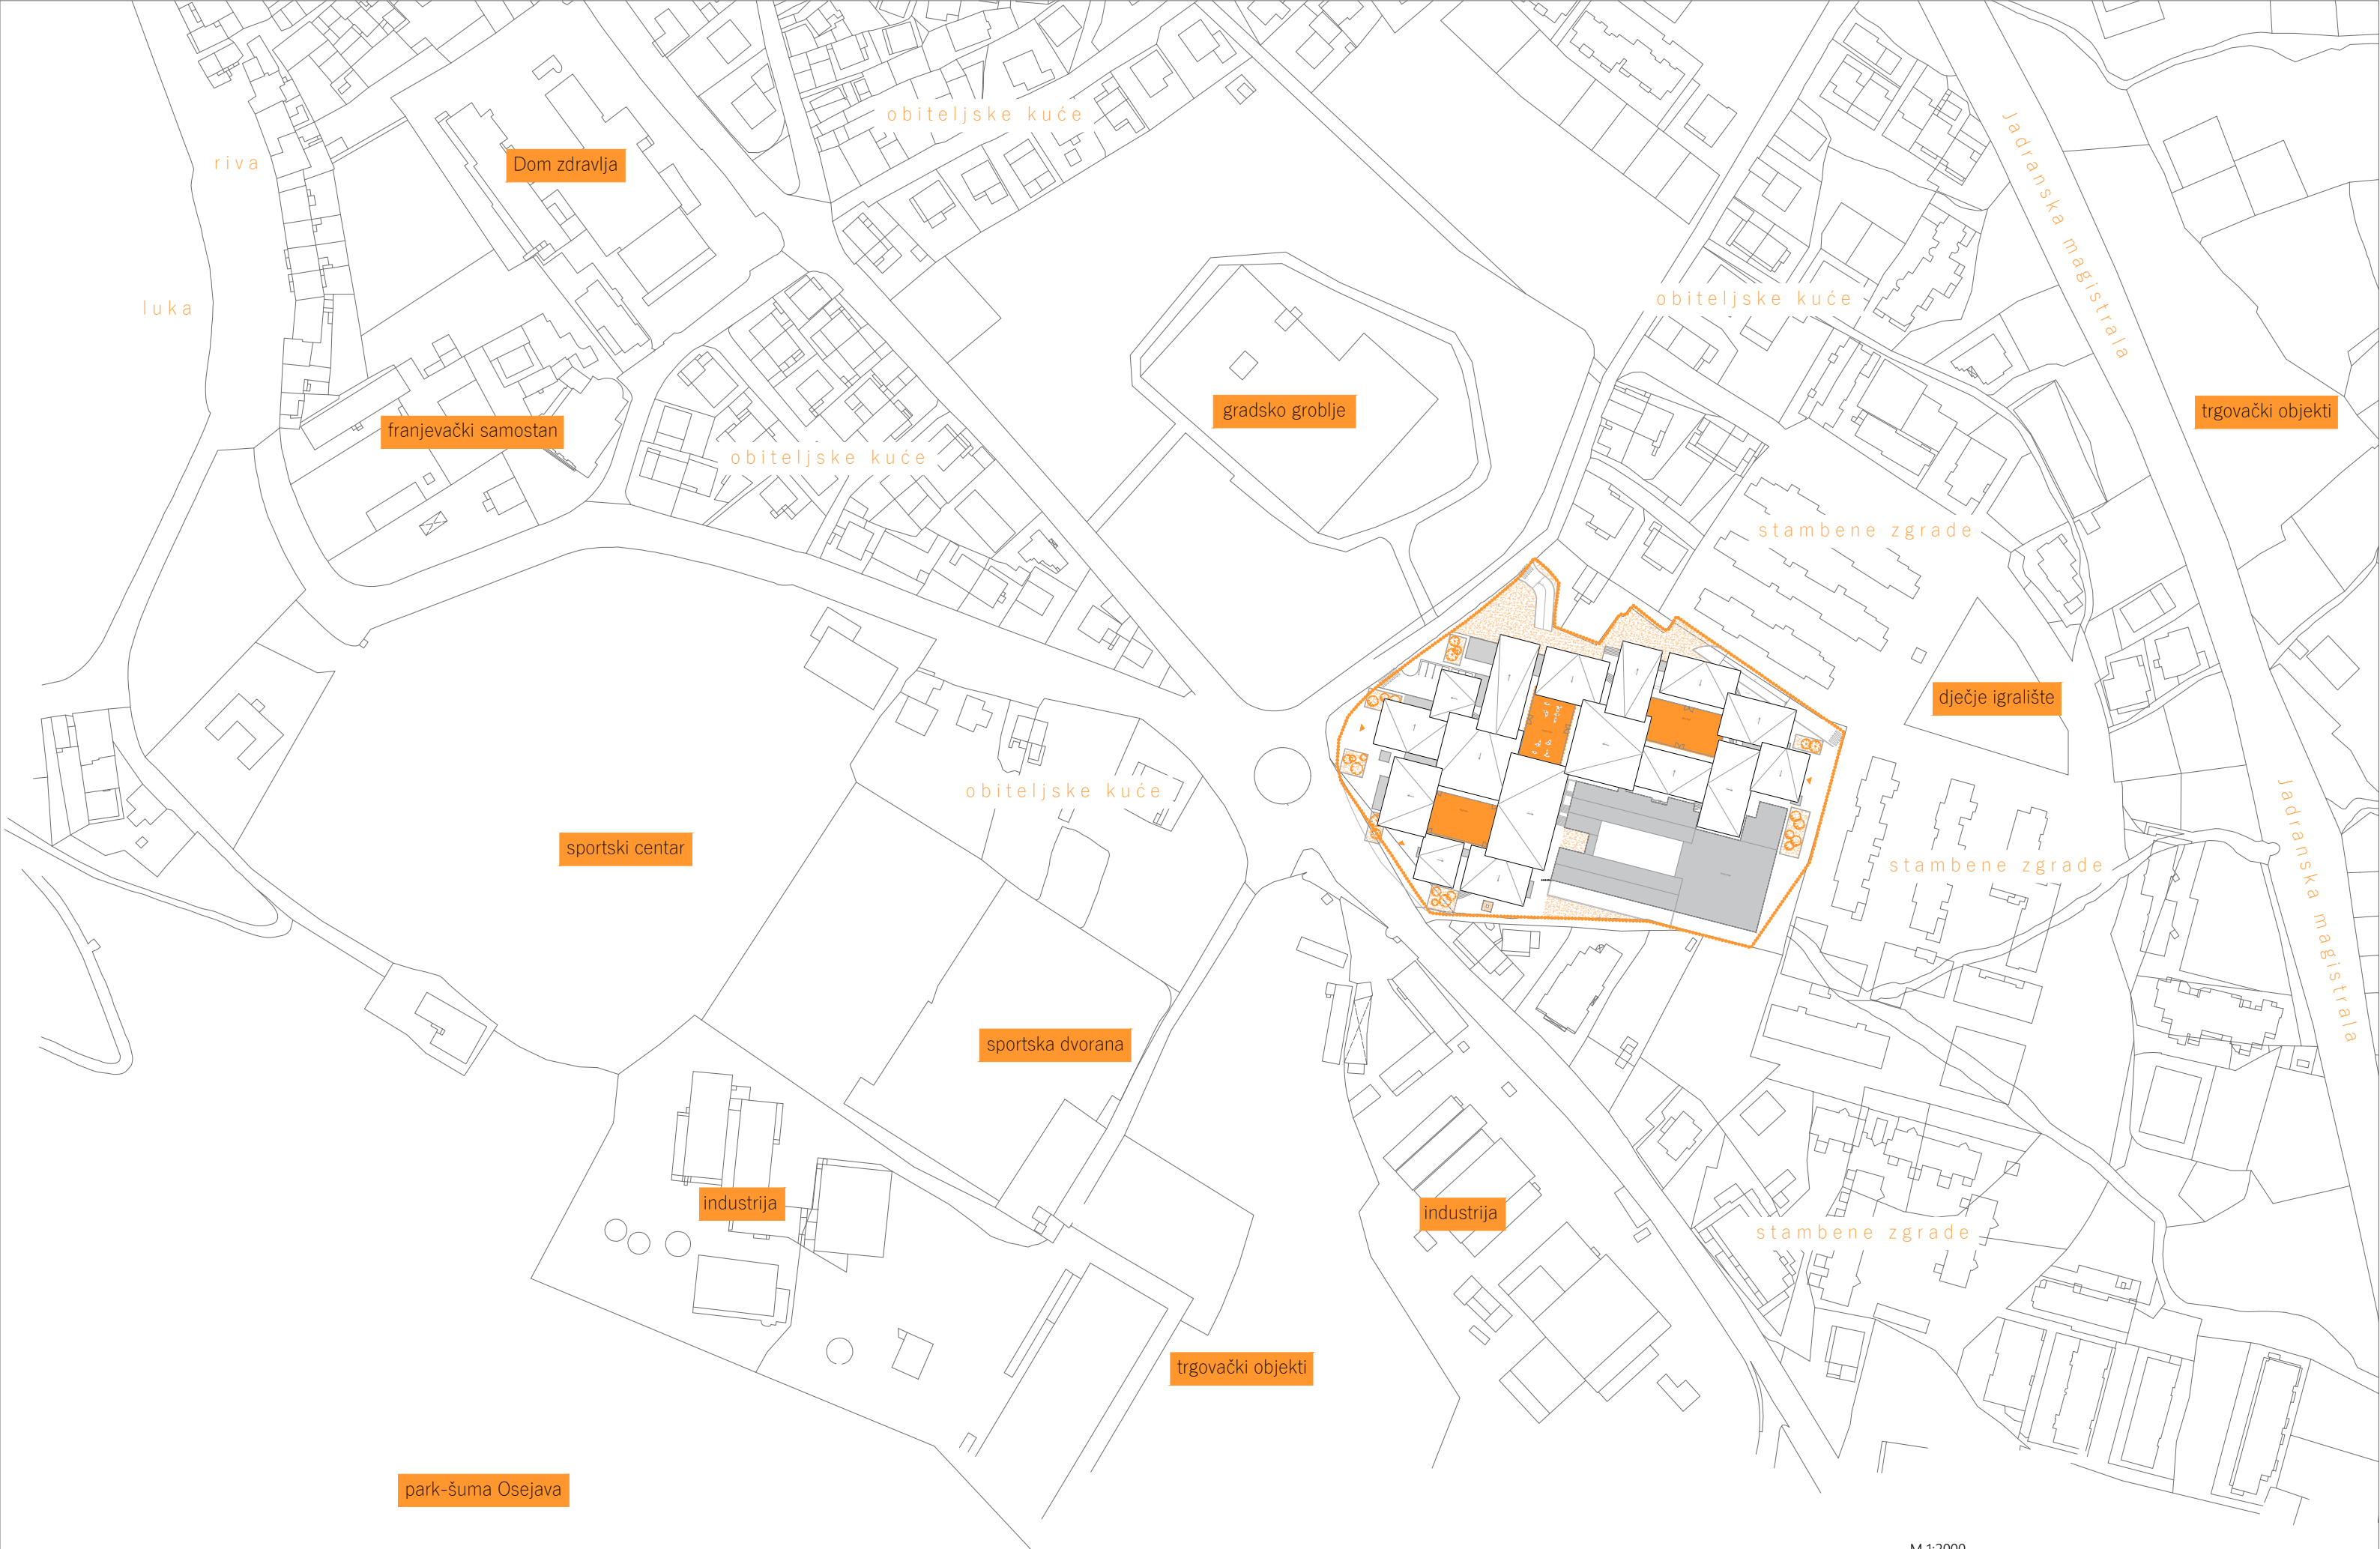 obiteljske kuće
riva
Dom zdravlja
Jadranska magistrala
luka
obiteljske kuće
gradsko groblje
trgovački objekti
franjevački samostan
obiteljske kuće
stambene zgrade
dječje igralište
obiteljske kuće
sportski centar
stambene zgrade
Jadranska magistrala
sportska dvorana
industrija
industrija
stambene zgrade
trgovački objekti
park-šuma Osejava
M 1:2000